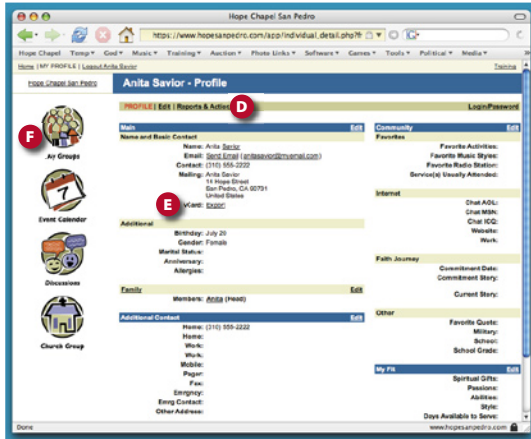 Hope Chapel San Pedro
https://www.hopesanpedro.com/app/individual_detail.php?
Hope Chapel Temp God Music Training Auction Photo Links Software Games Tools Political Media
Home | MY PROFILE | Logout Anita Savior Training
Hope Chapel San Pedro
Anita Savior - Profile
D
PROFILE | Edit | Reports &
Login/Password
F
My Groups
Event Calendar
Discussions
Church Group
Main Edit
Name and Basic Contact
Name: Anita Savior
Email: Send Email (anitasavior@myemail.com)
Contact: (310) 555-2222
Mailing: Anita Savior
11 Hope Street
San Pedro, CA 90731
United States
E
vCard: Export
Additional
Birthday: July 20
Gender: Female
Marital Status:
Anniversary:
Allergies:
Family Edit
Members: Anita (Head)
Additional Contact Edit
Home: (310) 555-2222
Home:
Work:
Work:
Mobile:
Pager:
Fax:
Emrgncy:
Emrg Contact:
Other Address:
Community Edit
Favorites
Favorite Activities:
Favorite Music Styles:
Favorite Radio Station:
Service(s) Usually Attended:
Internet
Chat AOL:
Chat MSN:
Chat ICQ:
Website:
Work:
Faith Journey
Commitment Date:
Commitment Story:
Current Story:
Other
Favorite Quote:
Military:
School:
School Grade:
My Fit Edit
Spiritual Gifts:
Passions:
Abilities:
Style:
Days Available to Serve:
Done
www.hopesanpedro.com